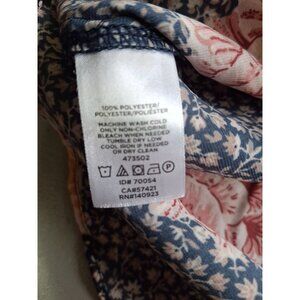 100% POLYESTER/
POLYESTER/POLIÉSTER
MACHINE WASH COLD
ONLY NON-CHLORINE
BLEACH WHEN NEEDED
TUMBLE DRY LOW
COOL IRON IF NEEDED
OR DRY CLEAN
473502
ID# 70054
CA#57421
RN#140923